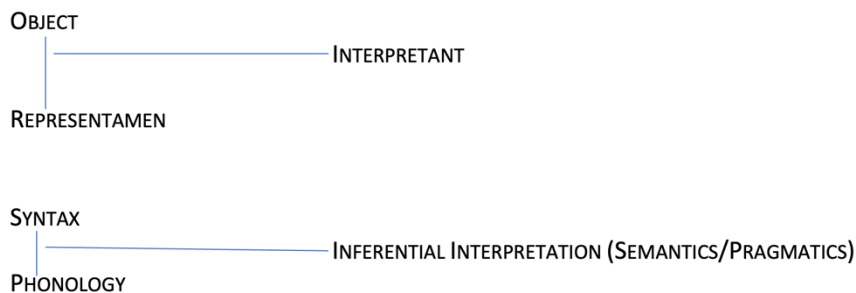 OBJECT
INTERPRETANT
REPRESENTAMEN
SYNTAX
INFERENTIAL INTERPRETATION (SEMANTICS/PRAGMATICS)
PHONOLOGY